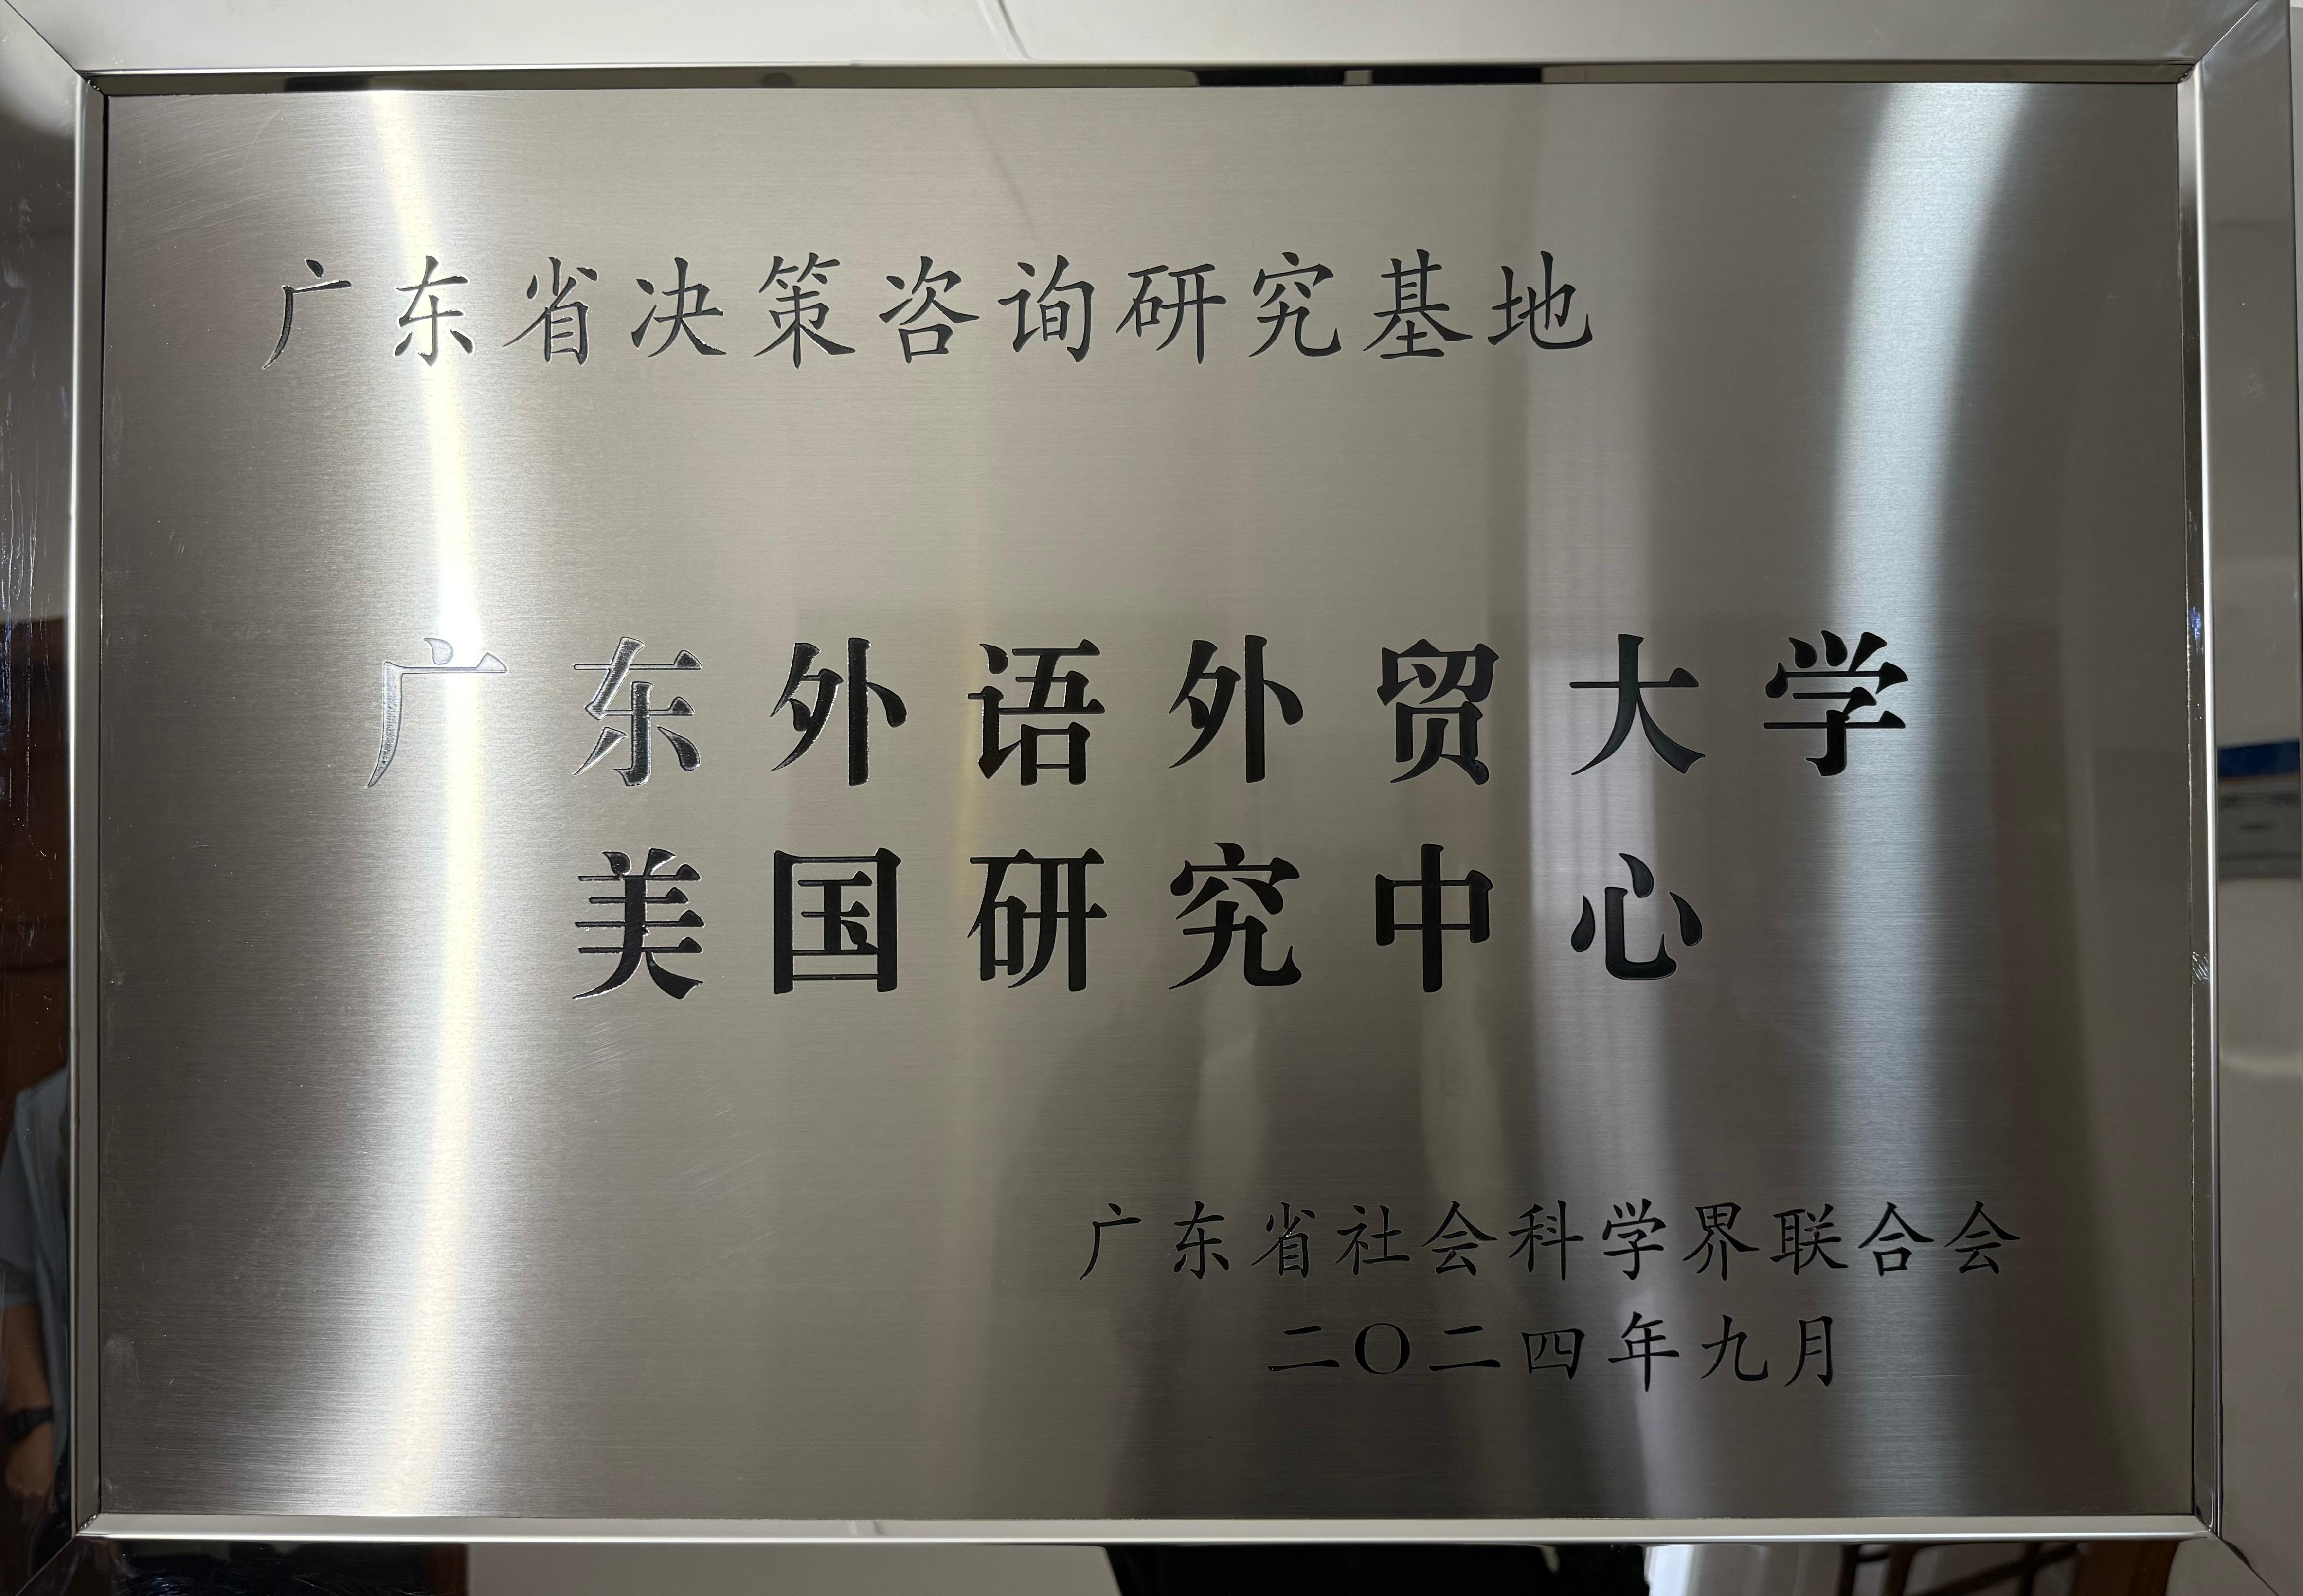 广东省决策咨询研究基地
广东外语外贸大学
美国研究中心
广东省社会科学界联合会
二〇二四年九月